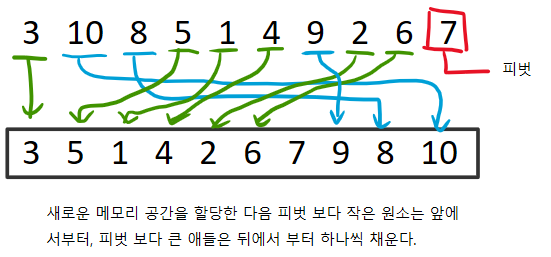 3 10 8 5 1 4 9 2 6 7
피벗
3 5 1 4 2 6 7 9 8 10
새로운 메모리 공간을 할당한 다음 피벗 보다 작은 원소는 앞에
서부터, 피벗 보다 큰 애들은 뒤에서 부터 하나씩 채운다.